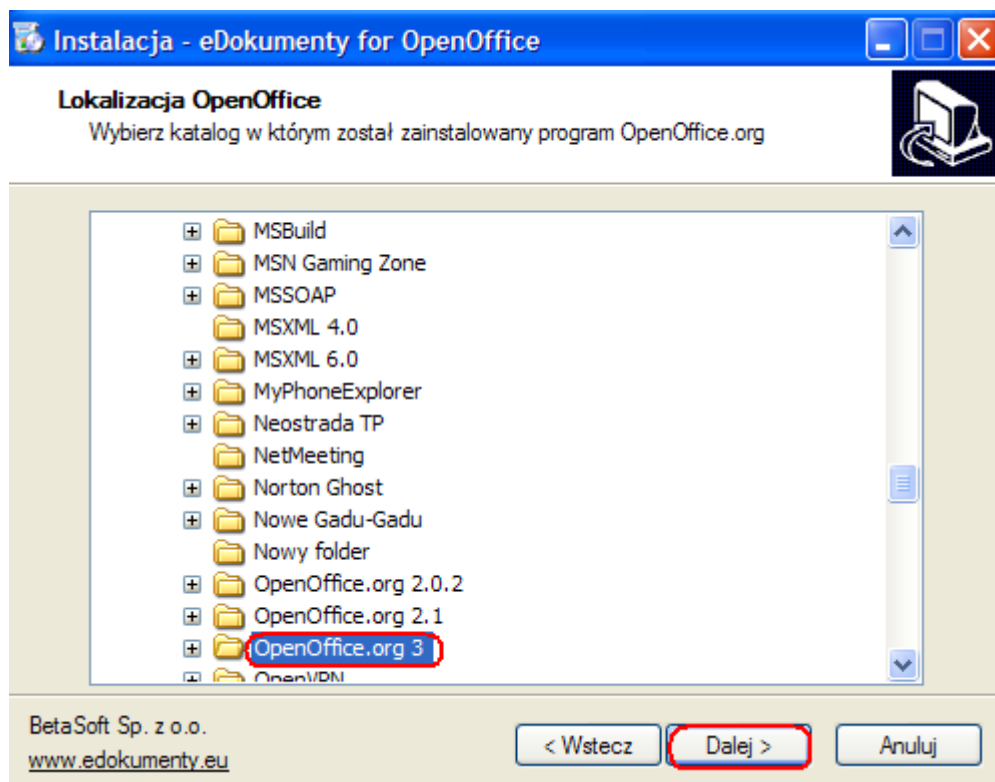 Instalacja - eDokumenty for OpenOffice
Lokalizacja OpenOffice
Wybierz katalog w którym został zainstalowany program OpenOffice.org
MSBuild
MSN Gaming Zone
MSSOAP
MSXML 4.0
MSXML 6.0
MyPhoneExplorer
Neostrada TP
NetMeeting
Norton Ghost
Nowe Gadu-Gadu
Nowy folder
OpenOffice.org 2.0.2
OpenOffice.org 2.1
OpenOffice.org 3
OpenVPN
BetaSoft Sp. z o.o.
www.edokumenty.eu
< Wstecz Dalej > Anuluj